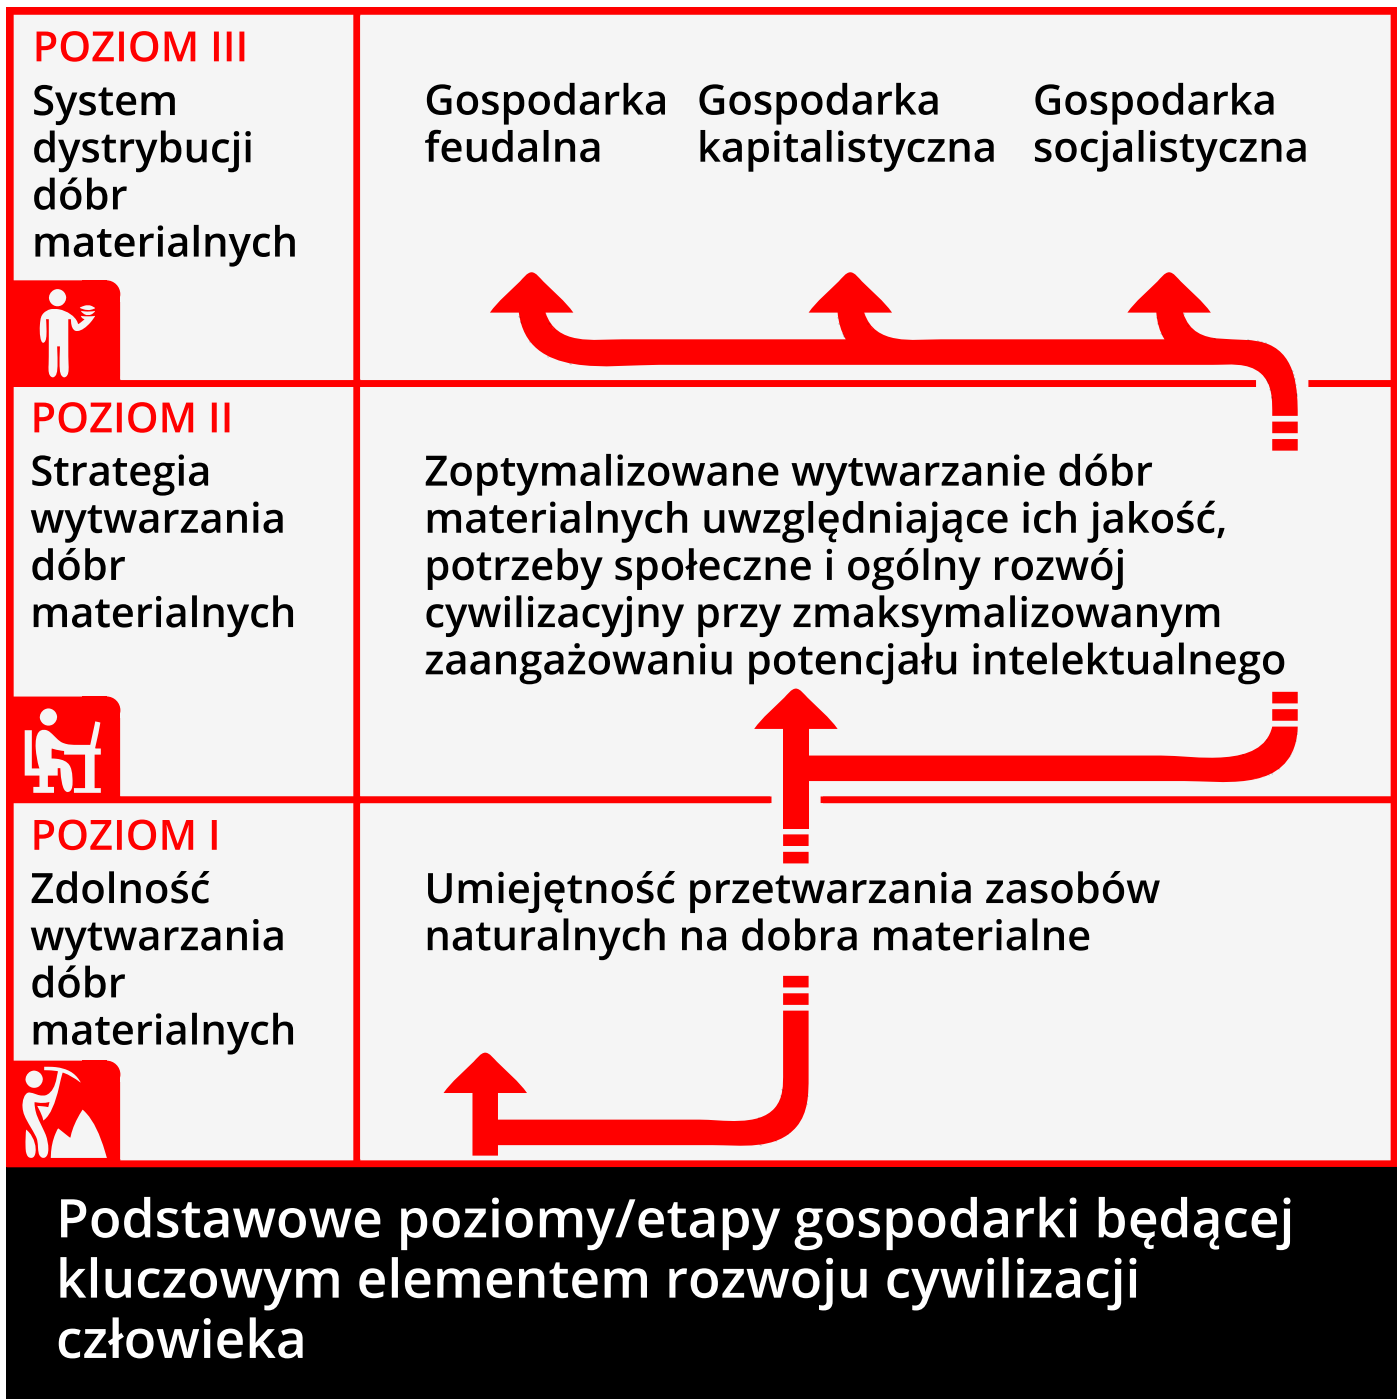 POZIOM III
System
dystrybucji
dóbr
materialnych
Gospodarka
feudalna
Gospodarka
kapitalistyczna
Gospodarka
socjalistyczna
POZIOM II
Strategia
wytwarzania
dóbr
materialnych
Zoptymalizowane wytwarzanie dóbr
materialnych uwzględniające ich jakość,
potrzeby społeczne i ogólny rozwój
cywilizacyjny przy zmaksymalizowanym
zaangażowaniu potencjału intelektualnego
POZIOM I
Zdolność
wytwarzania
dóbr
materialnych
Umiejętność przetwarzania zasobów
naturalnych na dobra materialne
Podstawowe poziomy/etapy gospodarki będącej
kluczowym elementem rozwoju cywilizacji
człowieka